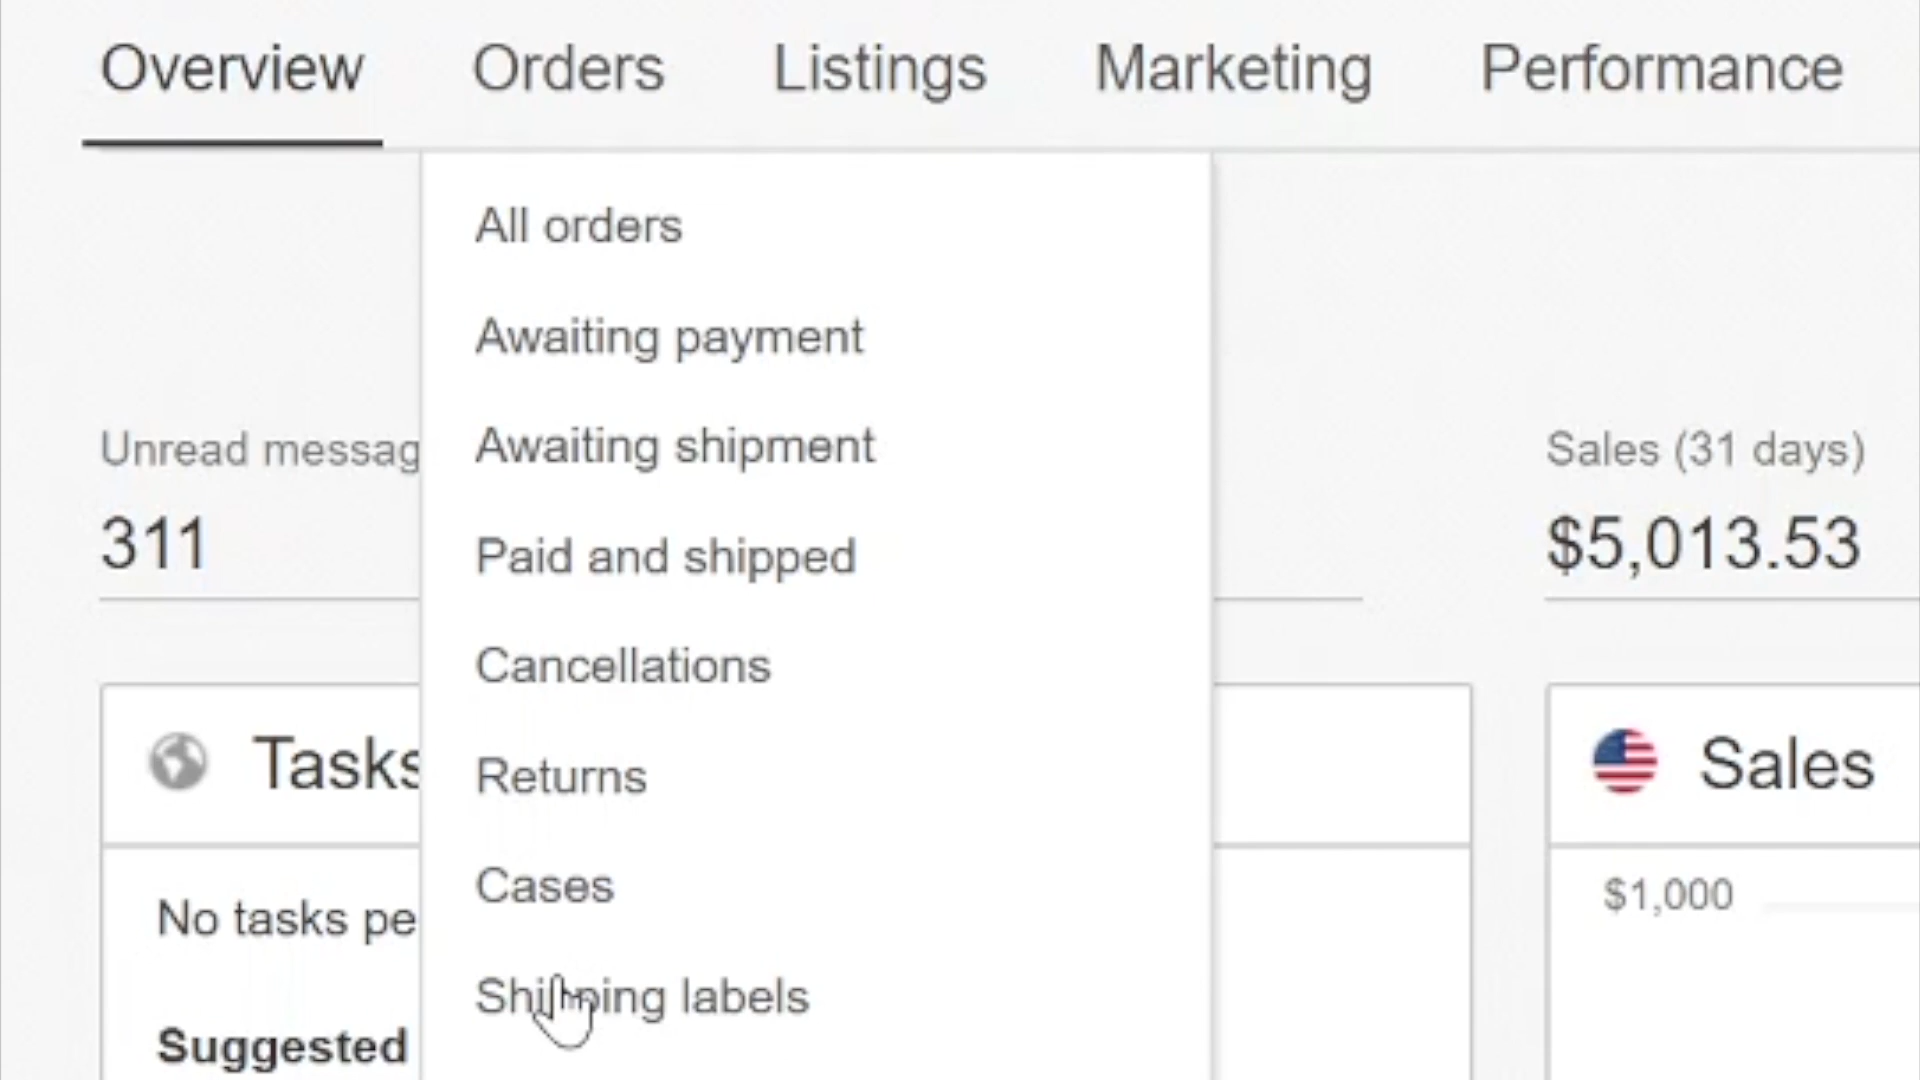 Overview Orders Listings Marketing Performance
All orders
Awaiting payment
Awaiting shipment
Paid and shipped
Cancellations
Returns
Cases
Shipping labels
Unread messag
311
Sales (31 days)
$5,013.53
Tasks
No tasks pe
Suggested
Sales
$1,000